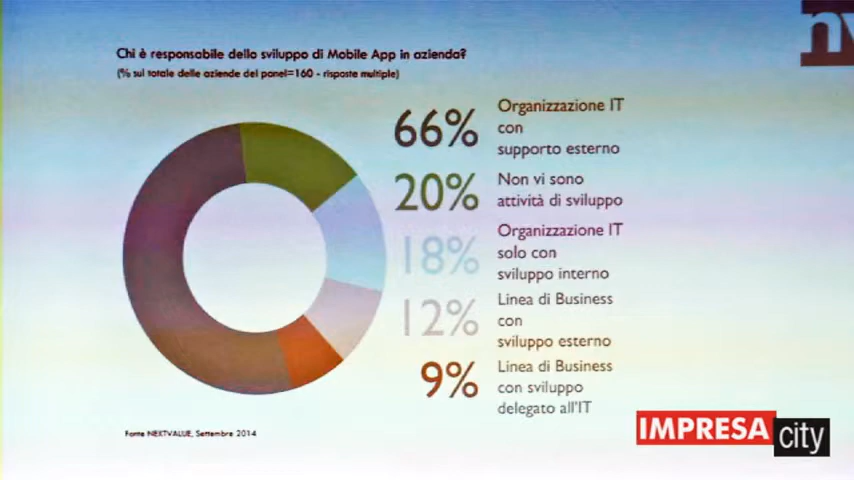 Chi è responsabile dello sviluppo di Mobile App in azienda?
(% sul totale delle aziende del panel=160 - risposte multiple)
66%
Organizzazione IT
con
supporto esterno
20%
Non vi sono
attività di sviluppo
18%
Organizzazione IT
solo con
sviluppo interno
12%
Linea di Business
con
sviluppo esterno
9%
Linea di Business
con sviluppo
delegato all'IT
Fonte NEXTVALUE, Settembre 2014
IMPRESA
city